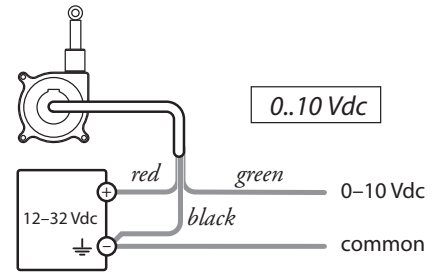 0..10 Vdc
red
green
+
0–10 Vdc
12–32 Vdc
black
–
common